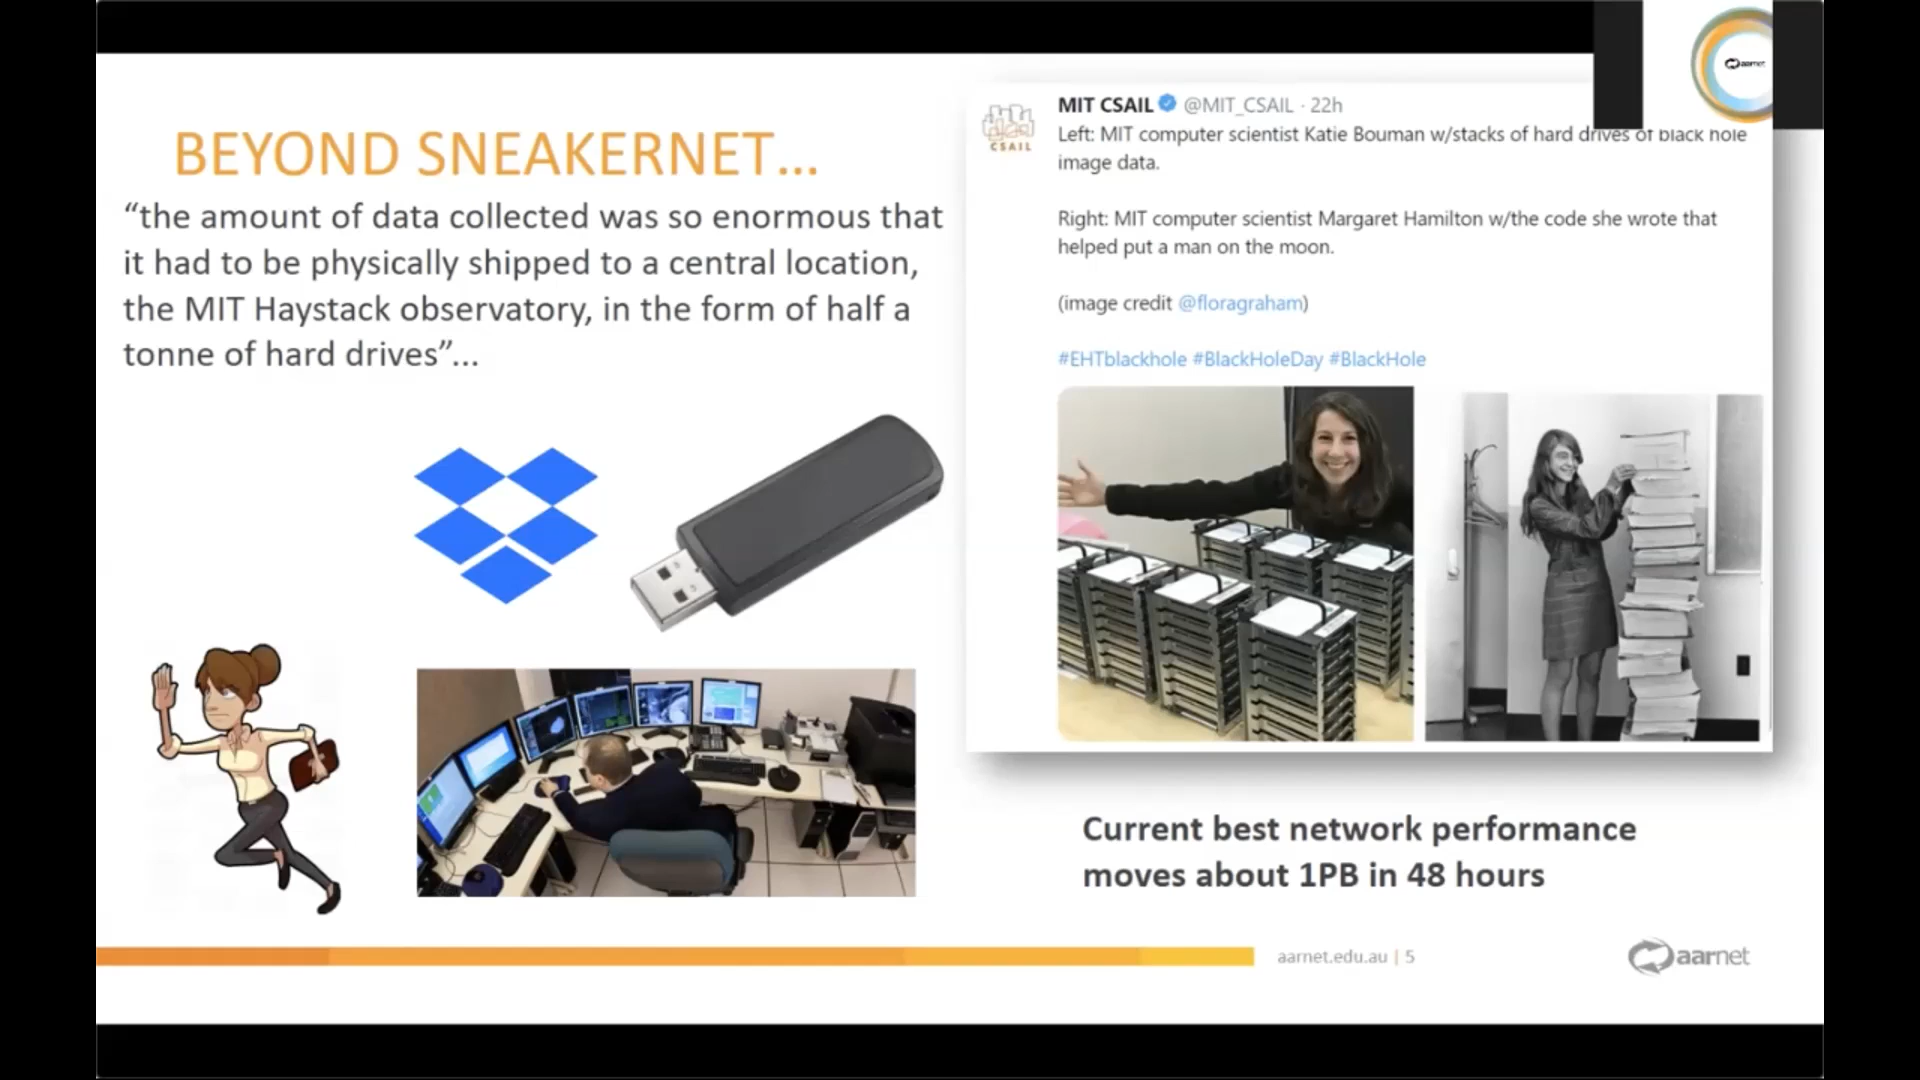 BEYOND SNEAKERNET...
“the amount of data collected was so enormous that
it had to be physically shipped to a central location,
the MIT Haystack observatory, in the form of half a
tonne of hard drives”...
MIT CSAIL @MIT_CSAIL · 22h
Left: MIT computer scientist Katie Bouman w/stacks of hard drives of black hole
image data.
Right: MIT computer scientist Margaret Hamilton w/the code she wrote that
helped put a man on the moon.
(image credit @floragraham)
#EHTblackhole #BlackHoleDay #BlackHole
CSAIL
Current best network performance
moves about 1PB in 48 hours
aarnet.edu.au | 5
aarnet
aarnet